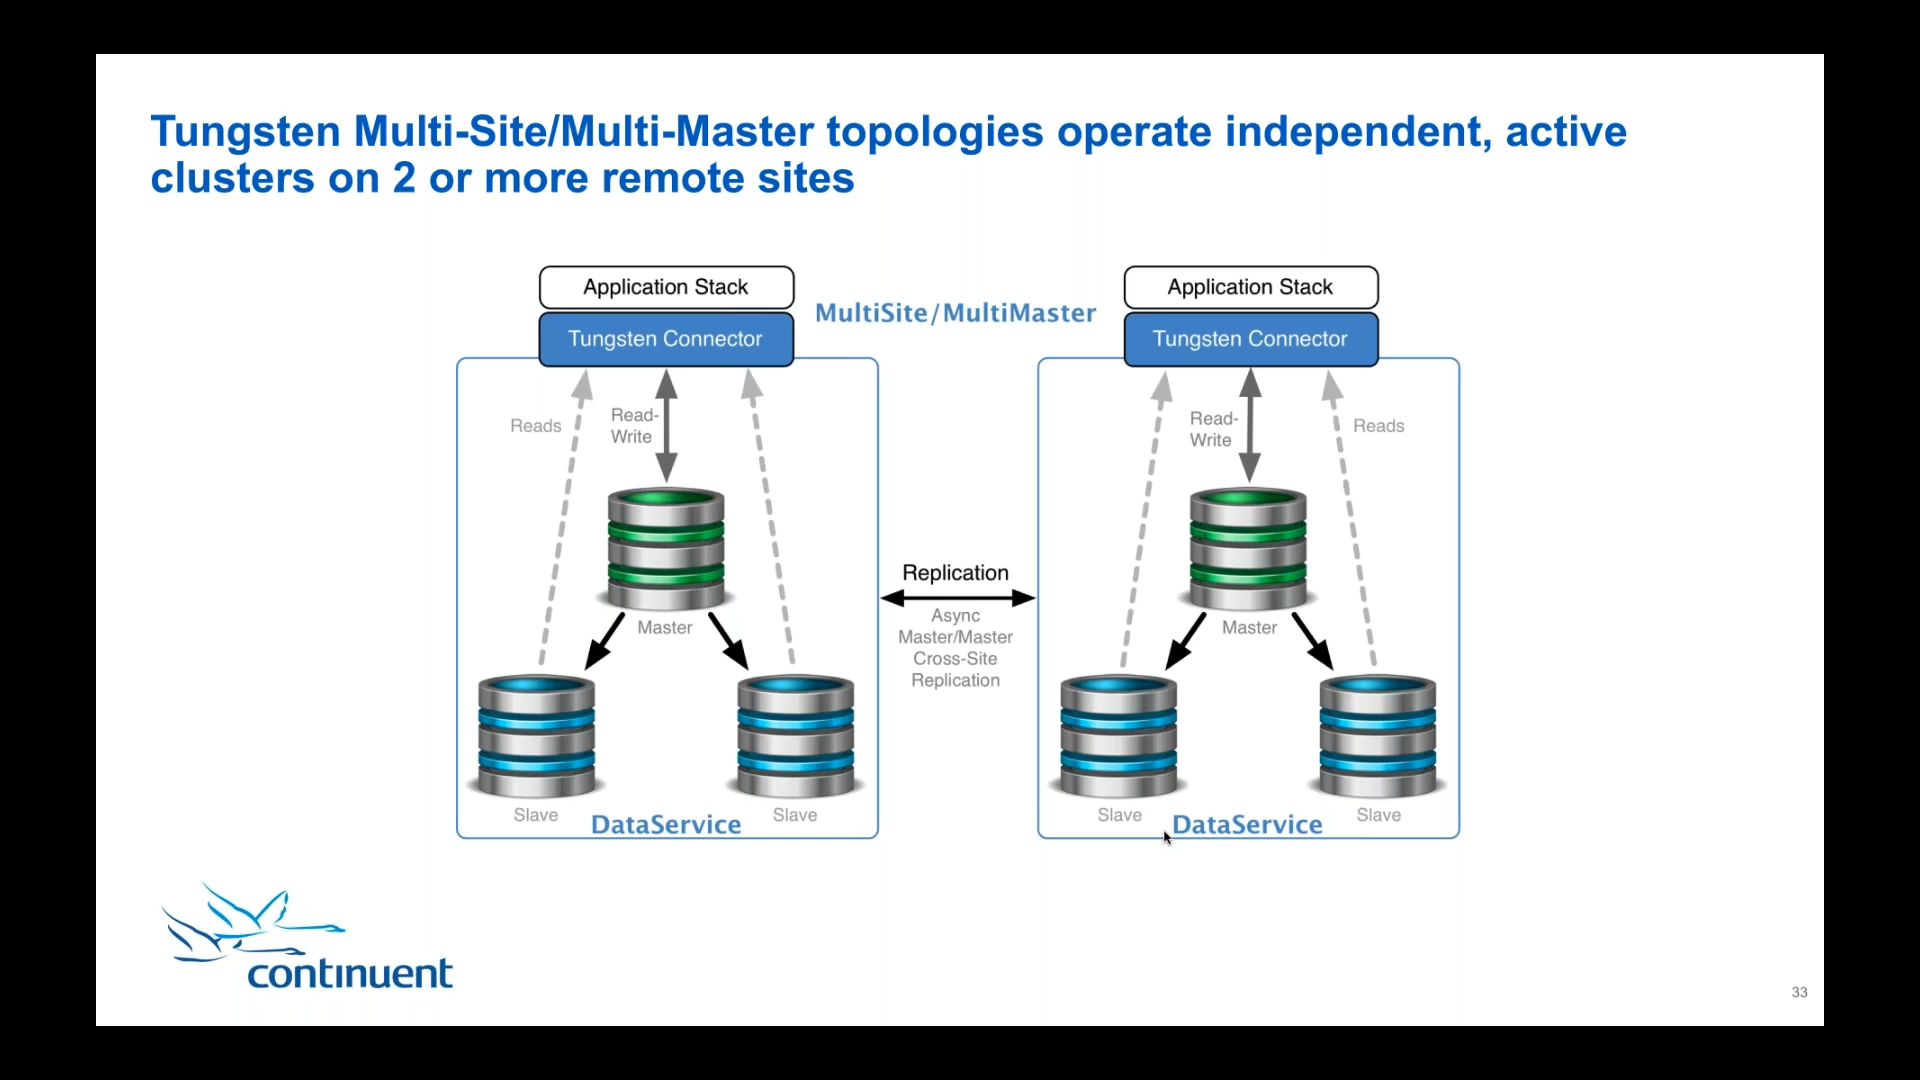 Tungsten Multi-Site/Multi-Master topologies operate independent, active
clusters on 2 or more remote sites
Application Stack
Tungsten Connector
MultiSite/MultiMaster
Application Stack
Tungsten Connector
Reads
Read-
Write
Read-
Write
Reads
Master
Replication
Async
Master/Master
Cross-Site
Replication
Master
Slave
DataService
Slave
Slave
DataService
Slave
continuent
33